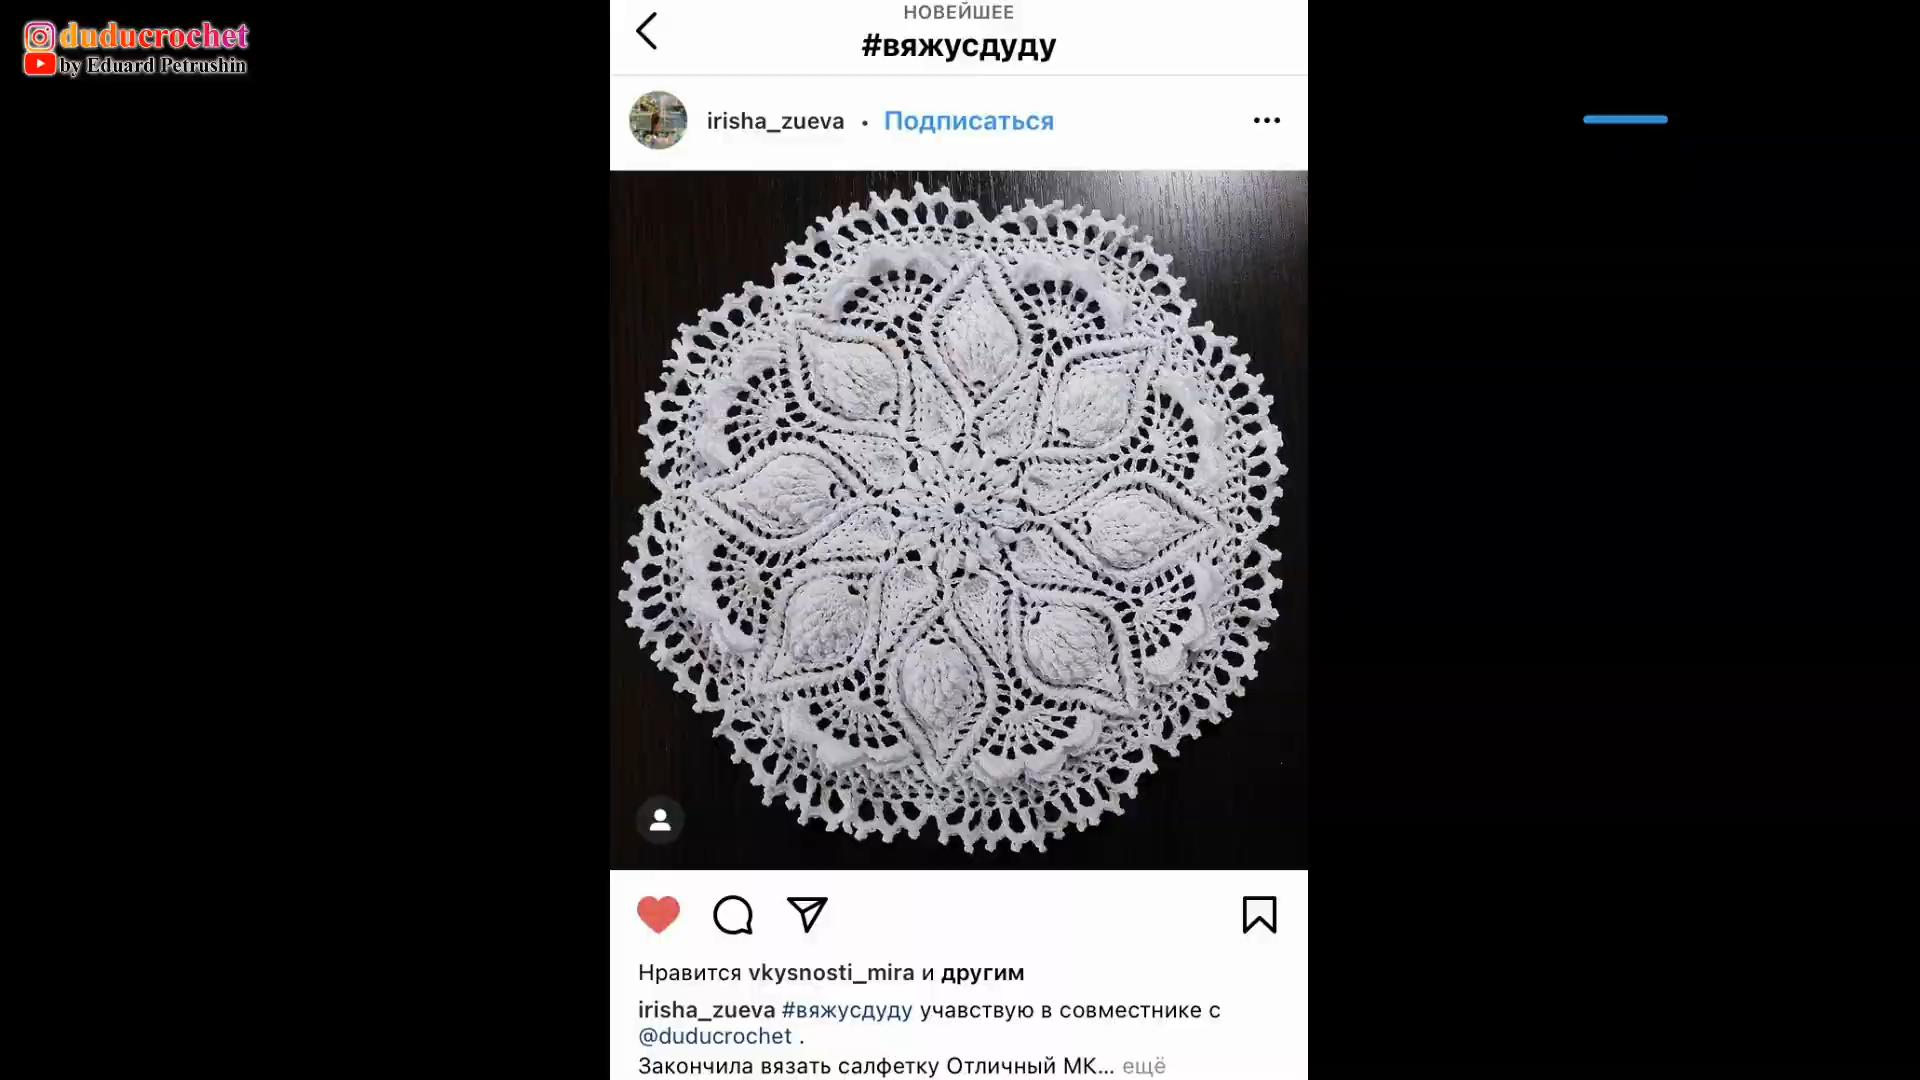 duducrochet
by Eduard Petrushin
НОВЕЙШЕЕ
#вяжусдуду
irisha_zueva • Подписаться
Нравится vkysnosti_mira и другим
irisha_zueva #вяжусдуду учавствую в совместнике с
@duducrochet .
Закончила вязать салфетку Отличный МК... ещё